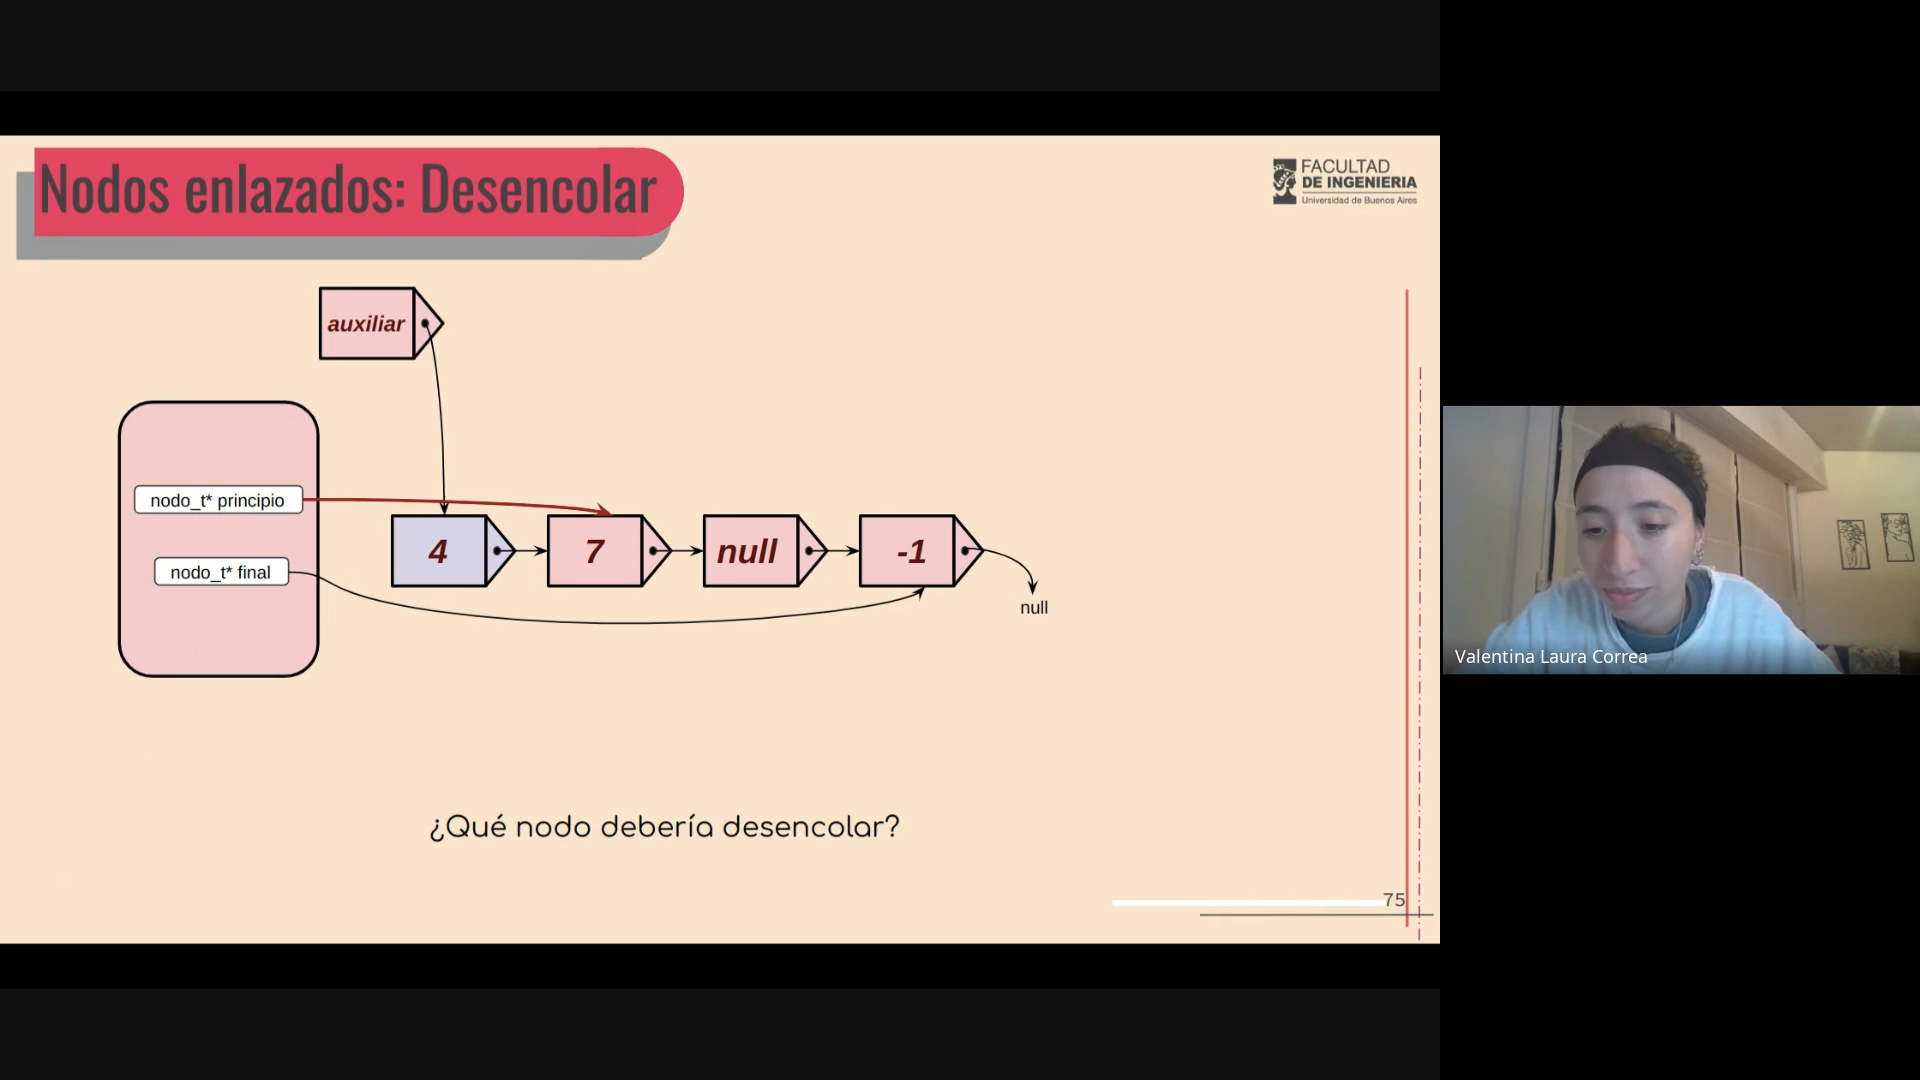 Nodos enlazados: Desencolar
FACULTAD
DE INGENIERIA
Universidad de Buenos Aires
auxiliar
nodo_t* principio
nodo_t* final
4
7
null
-1
null
¿Qué nodo debería desencolar?
75
Valentina Laura Correa